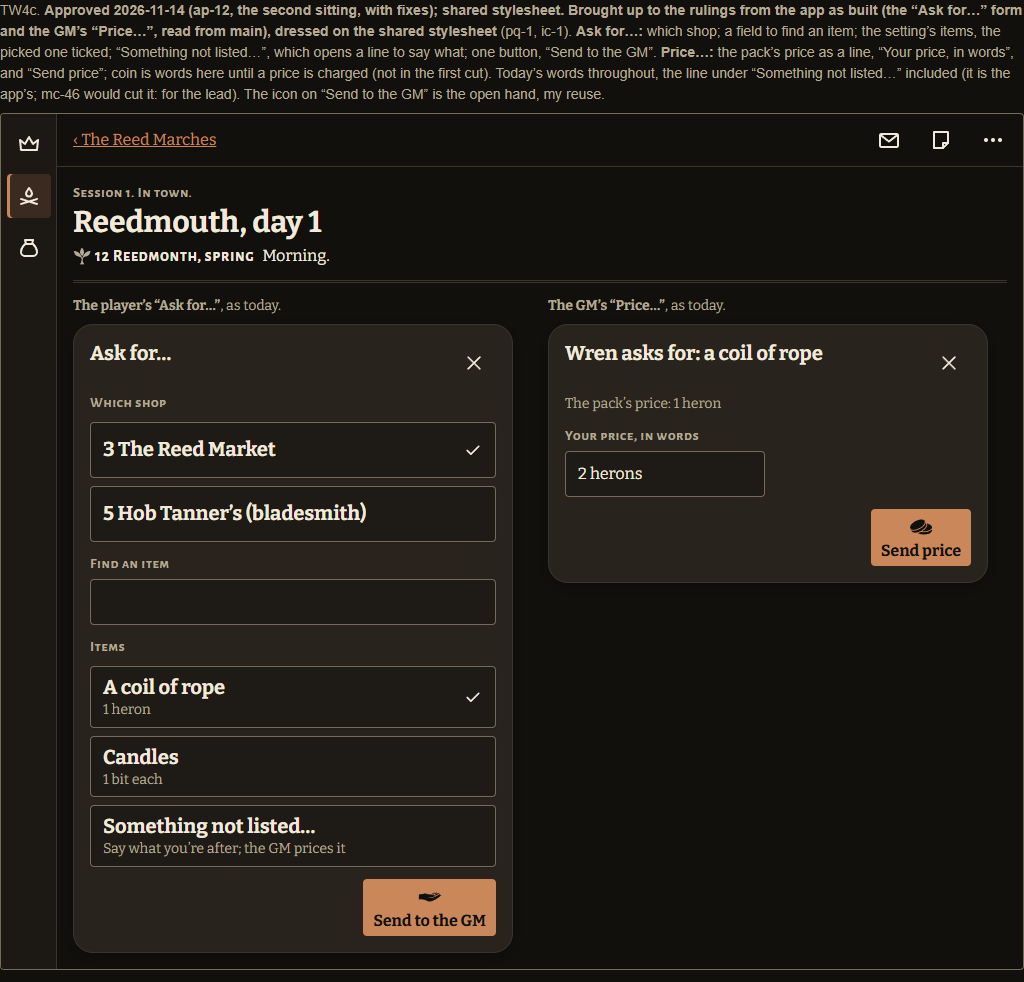 TW4c. Approved 2026-11-14 (ap-12, the second sitting, with fixes); shared stylesheet. Brought up to the rulings from the app as built (the “Ask for…” form
and the GM’s “Price…”, read from main), dressed on the shared stylesheet (pq-1, ic-1). Ask for…: which shop; a field to find an item; the setting’s items, the
picked one ticked; “Something not listed…”, which opens a line to say what; one button, “Send to the GM”. Price…: the pack’s price as a line, “Your price, in words”,
and “Send price”; coin is words here until a price is charged (not in the first cut). Today’s words throughout, the line under “Something not listed…” included (it is the
app’s; mc-46 would cut it: for the lead). The icon on “Send to the GM” is the open hand, my reuse.
‹ The Reed Marches
Session 1. In town.
Reedmouth, day 1
12 Reedmonth, spring Morning.
The player’s “Ask for…”, as today.
Ask for…
Which shop
3 The Reed Market
5 Hob Tanner’s (bladesmith)
Find an item
Items
A coil of rope
1 heron
Candles
1 bit each
Something not listed…
Say what you’re after; the GM prices it
Send to the GM
The GM’s “Price…”, as today.
Wren asks for: a coil of rope
The pack’s price: 1 heron
Your price, in words
2 herons
Send price